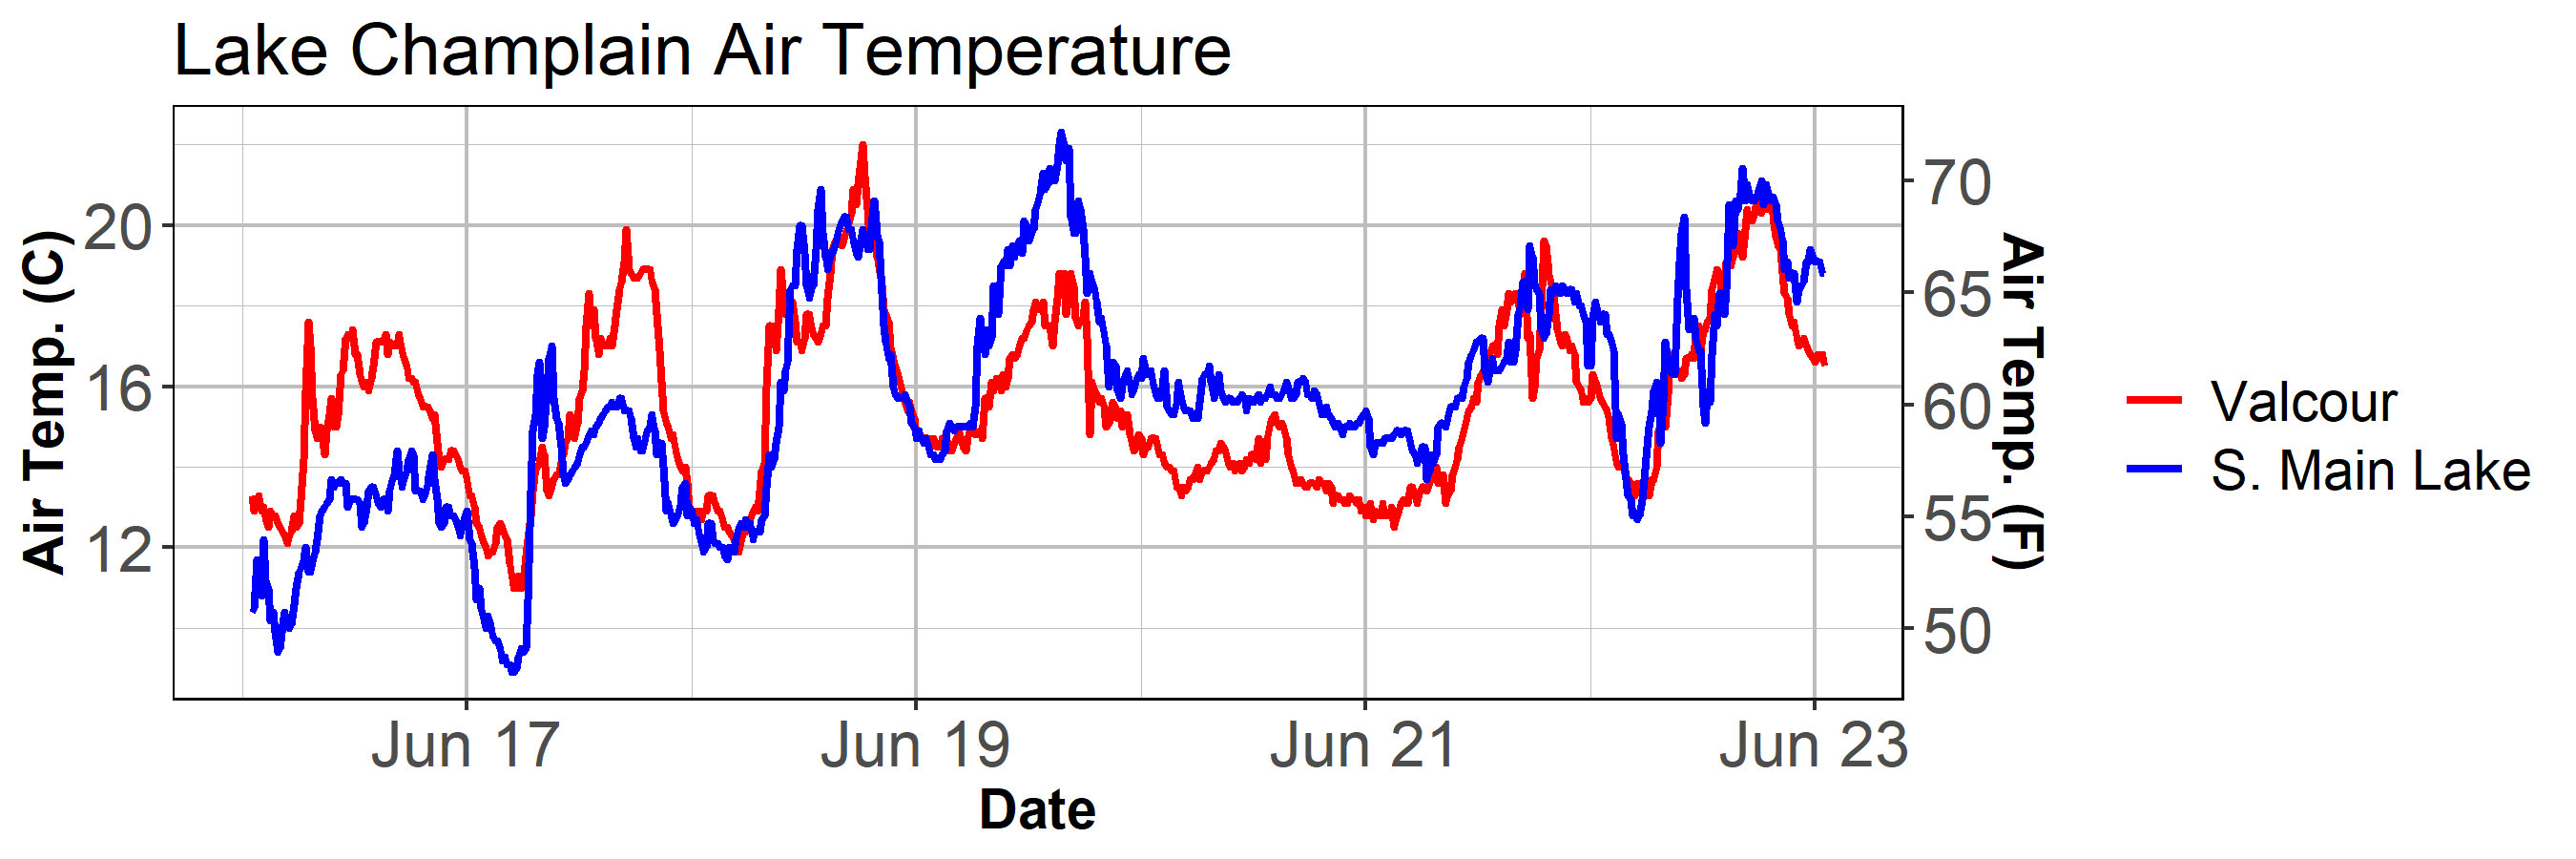 Lake Champlain Air Temperature
Air Temp. (C)
20
16
12
70
65
60
55
50
Air Temp. (F)
Jun 17 Jun 19 Jun 21 Jun 23
Date
Valcour
S. Main Lake